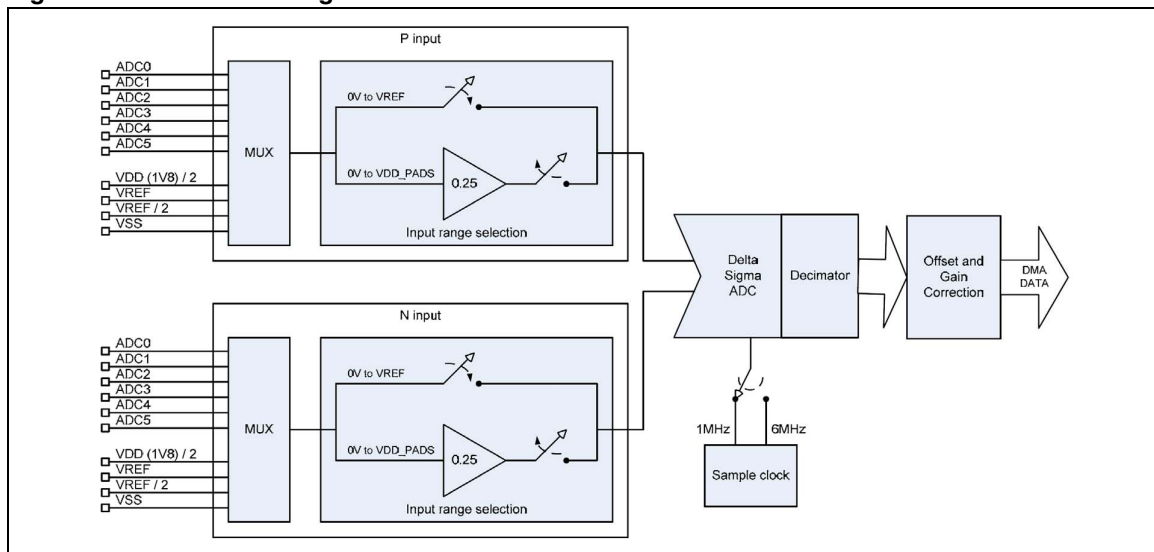 P input
ADC0
ADC1
ADC2
ADC3
ADC4
ADC5
VDD (1V8) / 2
VREF
VREF / 2
VSS
MUX
0V to VREF
0V to VDD_PADS
0.25
Input range selection
N input
ADC0
ADC1
ADC2
ADC3
ADC4
ADC5
VDD (1V8) / 2
VREF
VREF / 2
VSS
MUX
0V to VREF
0V to VDD_PADS
0.25
Input range selection
Delta
Sigma
ADC
Decimator
Offset and
Gain
Correction
DMA
DATA
1MHz
6MHz
Sample clock